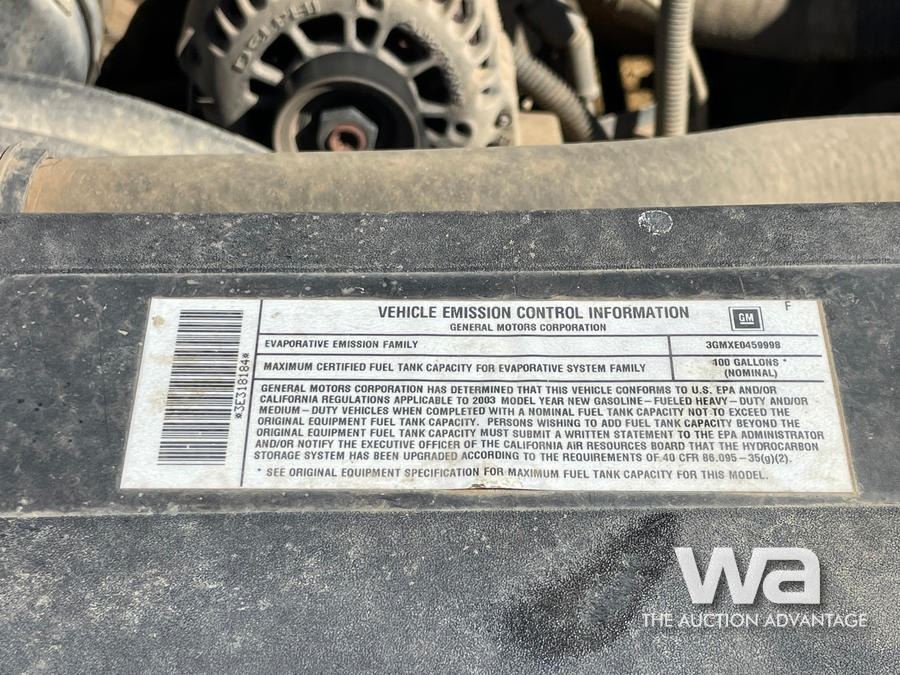 DELPHI
VEHICLE EMISSION CONTROL INFORMATION
GM
F
GENERAL MOTORS CORPORATION
EVAPORATIVE EMISSION FAMILY 3GMXE0459998
MAXIMUM CERTIFIED FUEL TANK CAPACITY FOR EVAPORATIVE SYSTEM FAMILY 100 GALLONS *
(NOMINAL)
GENERAL MOTORS CORPORATION HAS DETERMINED THAT THIS VEHICLE CONFORMS TO U.S. EPA AND/OR
CALIFORNIA REGULATIONS APPLICABLE TO 2003 MODEL YEAR NEW GASOLINE-FUELED HEAVY-DUTY AND/OR
MEDIUM-DUTY VEHICLES WHEN COMPLETED WITH A NOMINAL FUEL TANK CAPACITY NOT TO EXCEED THE
ORIGINAL EQUIPMENT FUEL TANK CAPACITY. PERSONS WISHING TO ADD FUEL TANK CAPACITY BEYOND THE
ORIGINAL EQUIPMENT FUEL TANK CAPACITY MUST SUBMIT A WRITTEN STATEMENT TO THE EPA ADMINISTRATOR
AND/OR NOTIFY THE EXECUTIVE OFFICER OF THE CALIFORNIA AIR RESOURCES BOARD THAT THE HYDROCARBON
STORAGE SYSTEM HAS BEEN UPGRADED ACCORDING TO THE REQUIREMENTS OF 40 CFR 86.095-35(g)(2).
* SEE ORIGINAL EQUIPMENT SPECIFICATION FOR MAXIMUM FUEL TANK CAPACITY FOR THIS MODEL.
*3E318184*
wa
THE AUCTION ADVANTAGE